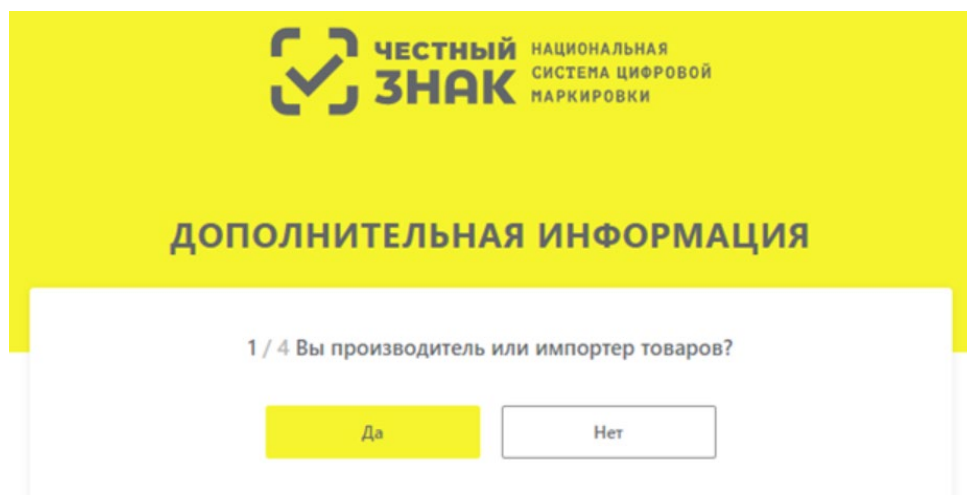 ЧЕСТНЫЙ
ЗНАК
НАЦИОНАЛЬНАЯ
СИСТЕМА ЦИФРОВОЙ
МАРКИРОВКИ
ДОПОЛНИТЕЛЬНАЯ ИНФОРМАЦИЯ
1 / 4 Вы производитель или импортер товаров?
Да
Нет